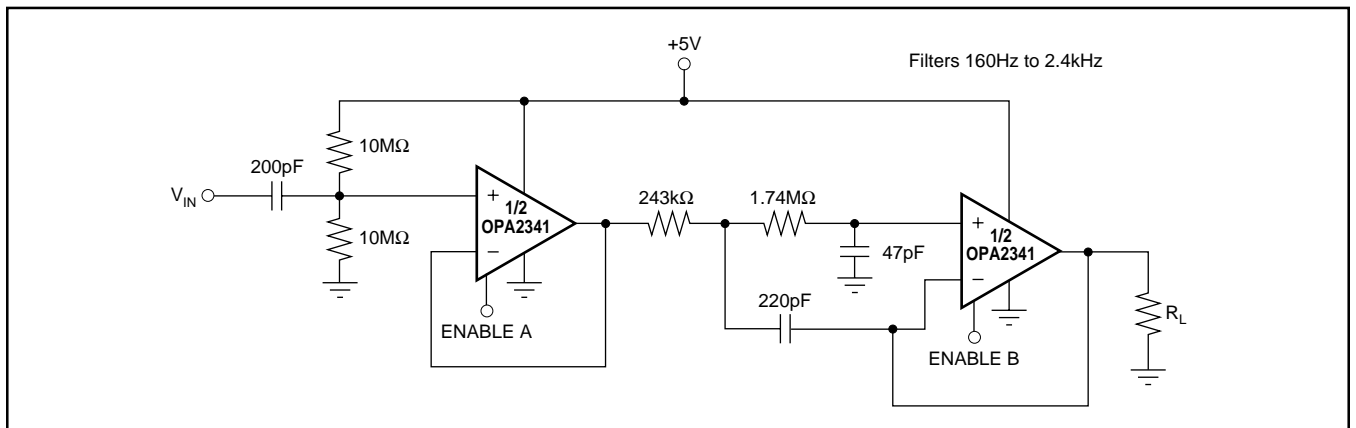 +5V
Filters 160Hz to 2.4kHz
10MΩ
200pF
V_IN
+
1/2
OPA2341
−
10MΩ
ENABLE A
243kΩ
1.74MΩ
47pF
220pF
+
1/2
OPA2341
−
ENABLE B
R_L